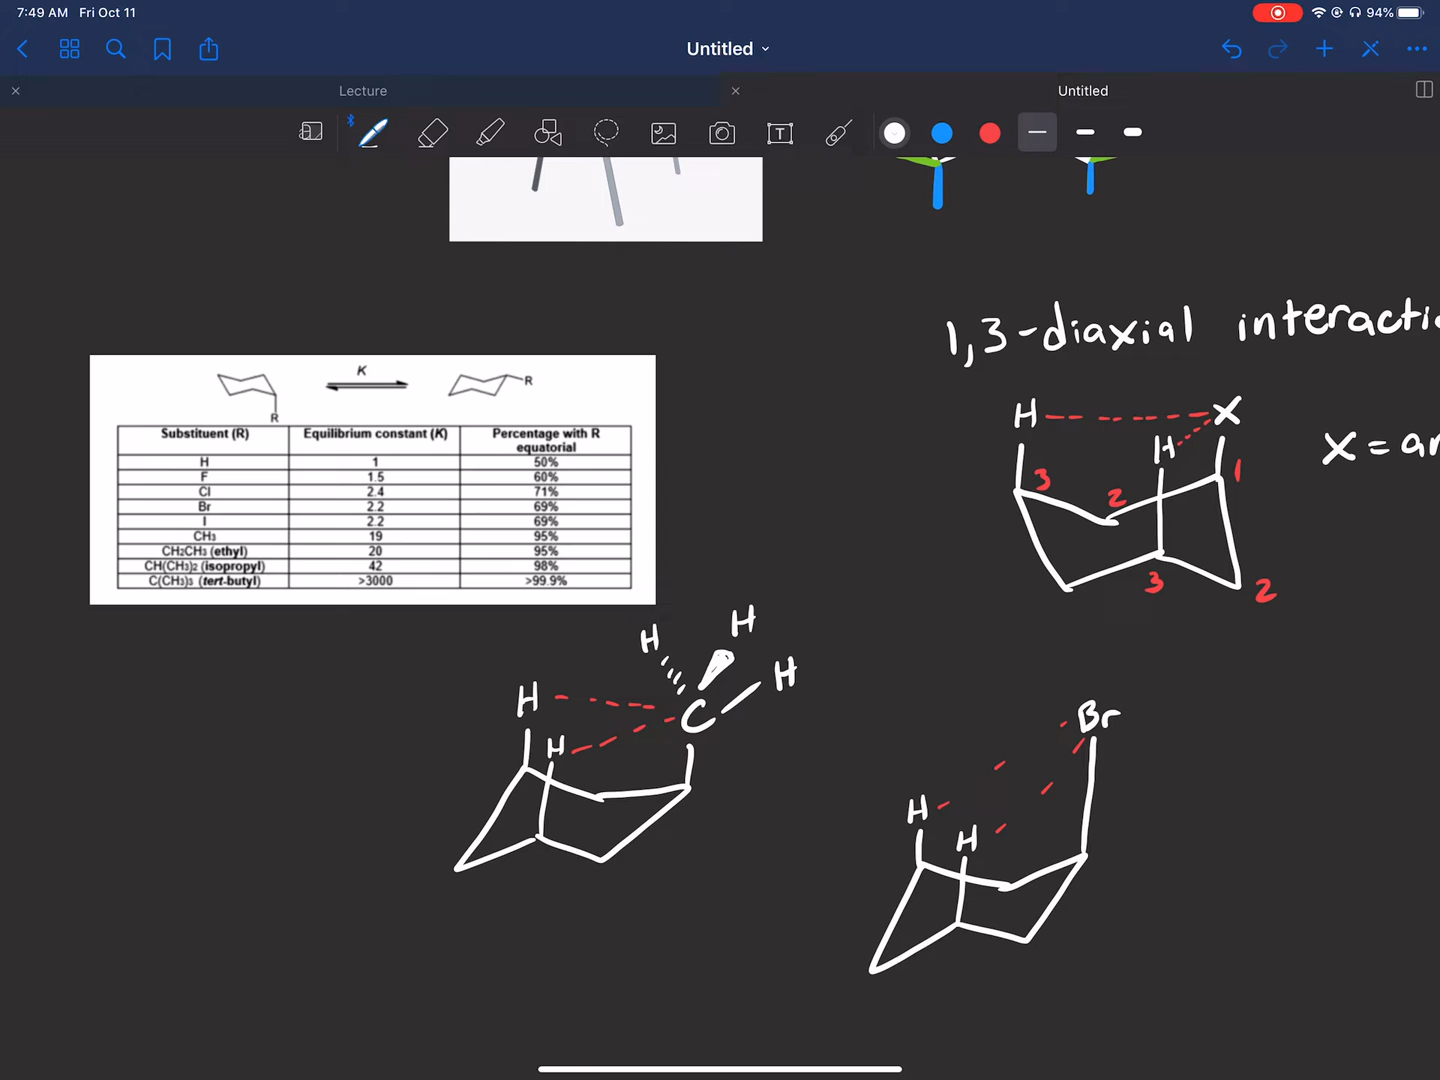 7:49 AM Fri Oct 11
94%
Untitled
Lecture
Untitled
T
1,3-diaxial interacti
K
R
R
Substituent (R) Equilibrium constant (K) Percentage with R equatorial
H 1 50%
F 1.5 60%
Cl 2.4 71%
Br 2.2 69%
I 2.2 69%
CH₃ 19 95%
CH₂CH₃ (ethyl) 20 95%
CH(CH₃)₂ (isopropyl) 42 98%
C(CH₃)₃ (tert-butyl) >3000 >99.9%
H X
H
X = an
3 2 1
3 2
H H
H
H C
H
Br
H
H